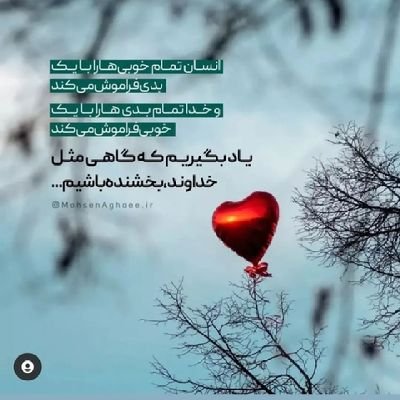 انسان تمام خوبی‌ها را با یک
بدی فراموش می‌کند
و خدا تمام بدی‌ها را با یک
خوبی فراموش می‌کند
یاد بگیریم که گاهی مثل
خداوند، بخشنده باشیم...
@MohsenAghoee.ir